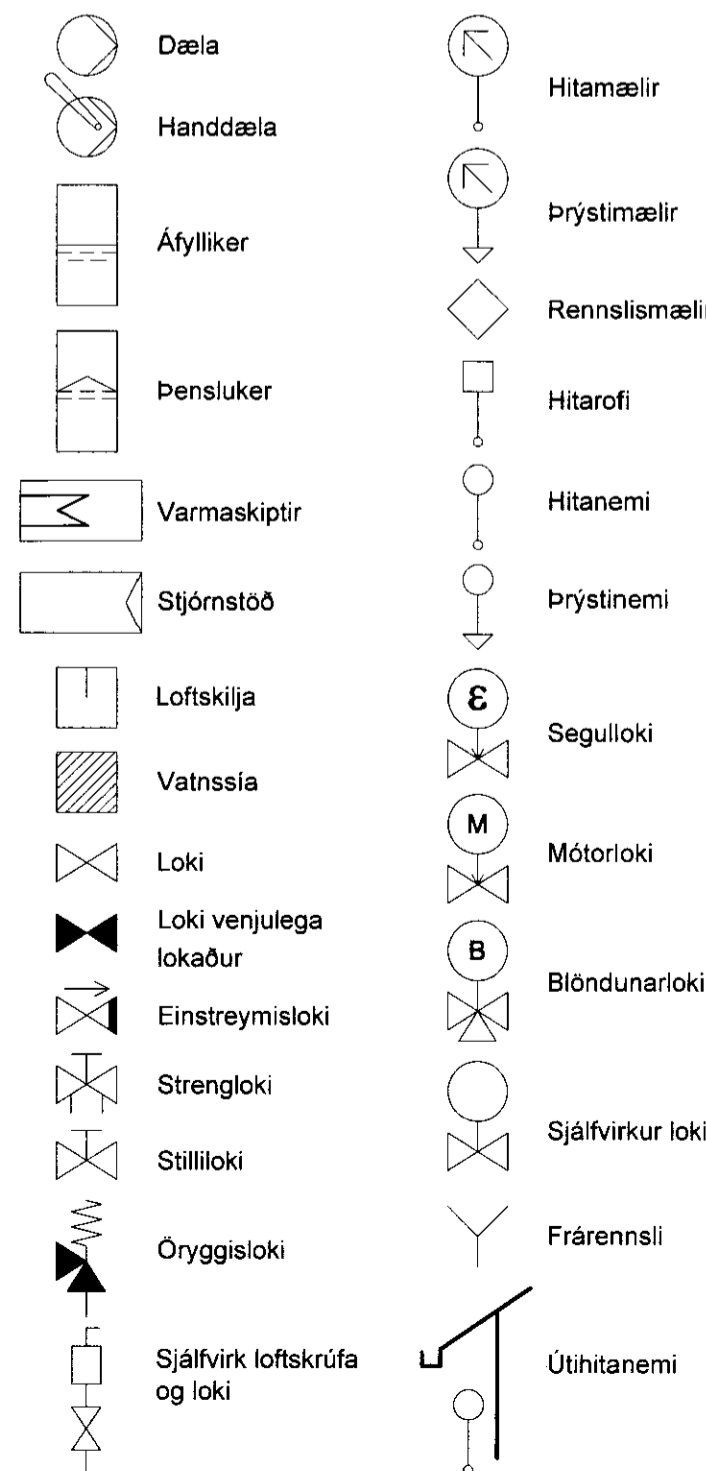 Dæla
Handdæla
Áfylliker
Þensluker
Varmaskiptir
Stjórnstöð
Loftskilja
Vatnssía
Loki
Loki venjulega
lokaður
Einstreymisloki
Strengloki
Stilliloki
Öryggisloki
Sjálfvirk loftskrúfa
og loki
Hitamælir
Þrýstimælir
Rennslismælir
Hitarofi
Hitanemi
Þrýstinemi
ε
Segulloki
M
Mótorloki
B
Blöndunarloki
Sjálfvirkur loki
Frárennsli
Útihitanemi